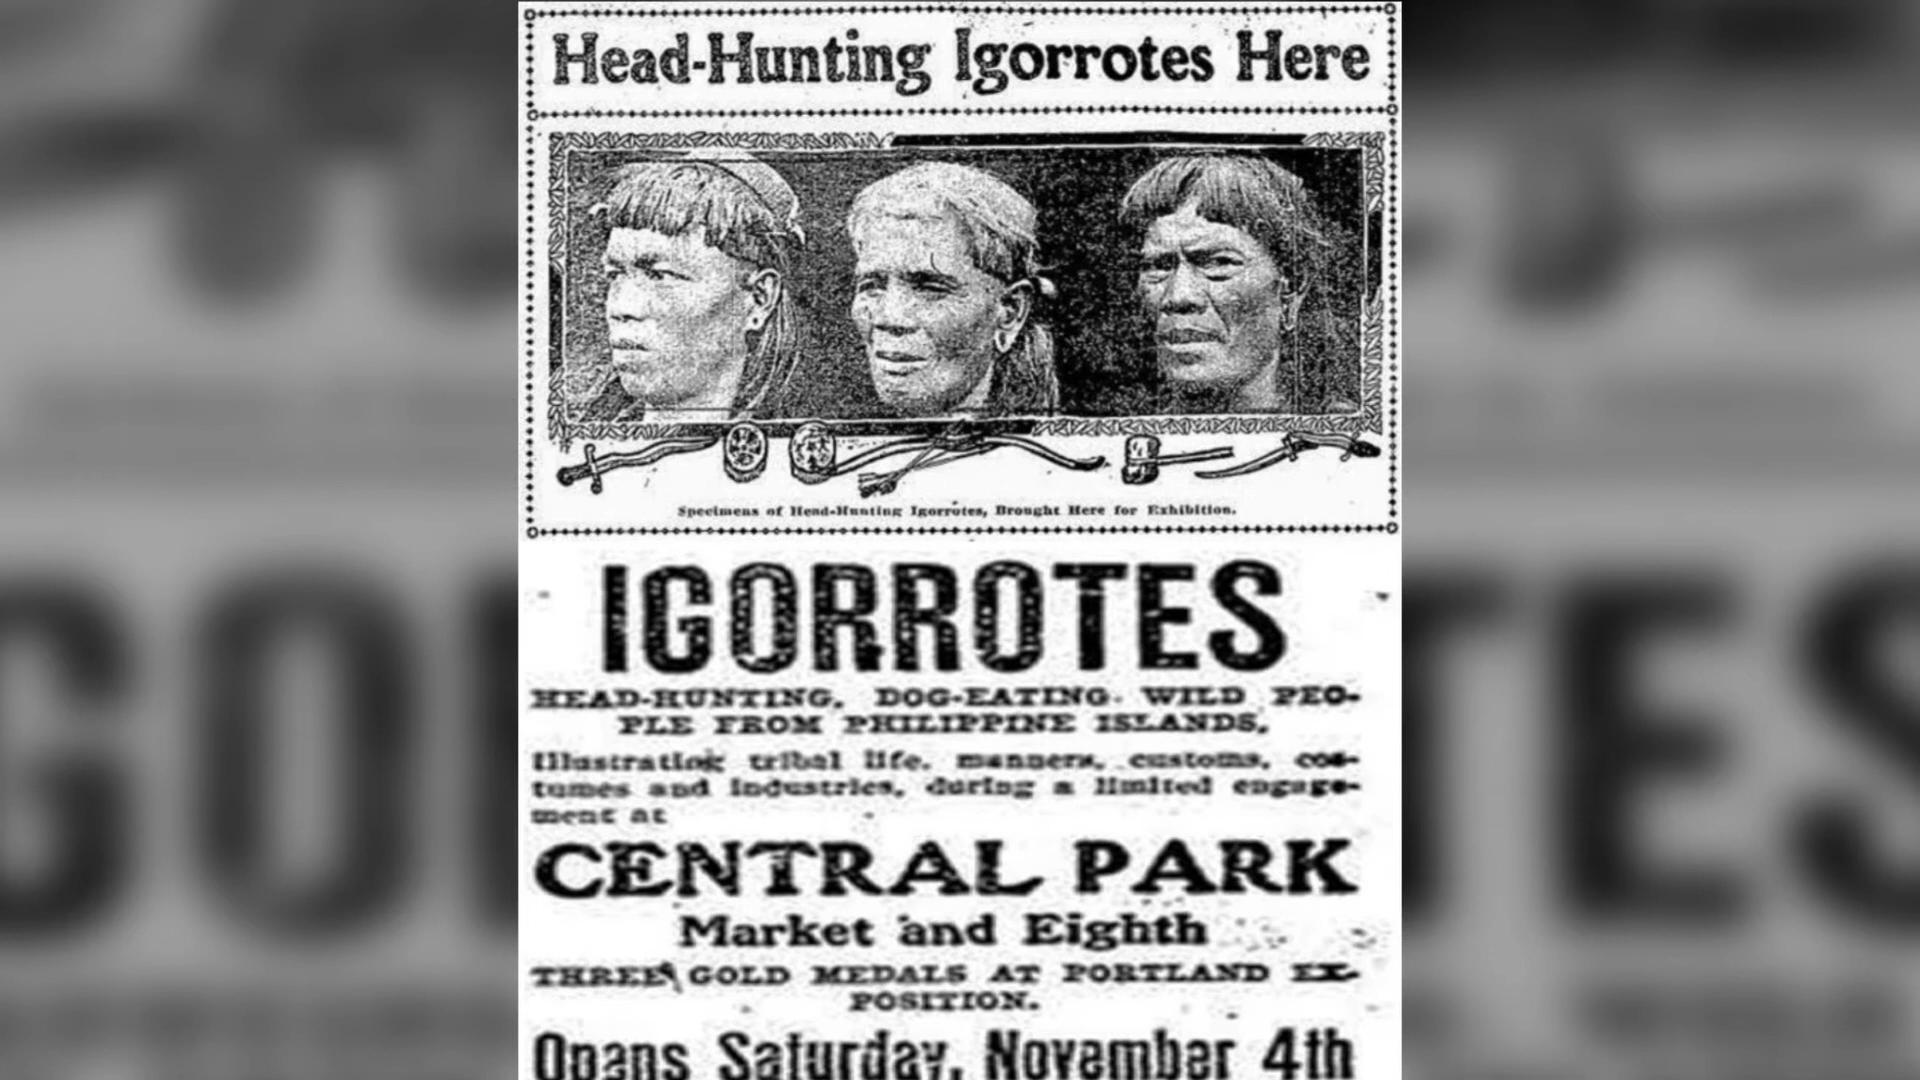 Head-Hunting Igorrotes Here
Specimens of Head-Hunting Igorrotes, Brought Here for Exhibition.
IGORROTES
HEAD-HUNTING, DOG-EATING, WILD PEO-
PLE FROM PHILIPPINE ISLANDS,
Illustrating tribal life, manners, customs, cos-
tumes and industries, during a limited engage-
ment at
CENTRAL PARK
Market and Eighth
THREE GOLD MEDALS AT PORTLAND EX-
POSITION.
Opens Saturday, November 4th